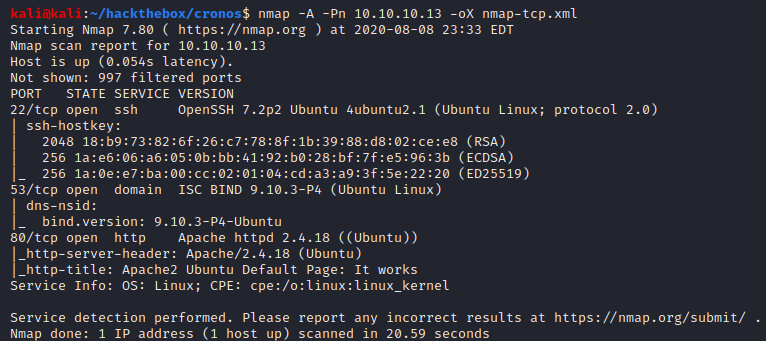 kali@kali:~/hackthebox/cronos$ nmap -A -Pn 10.10.10.13 -oX nmap-tcp.xml
Starting Nmap 7.80 ( https://nmap.org ) at 2020-08-08 23:33 EDT
Nmap scan report for 10.10.10.13
Host is up (0.054s latency).
Not shown: 997 filtered ports
PORT   STATE SERVICE VERSION
22/tcp open  ssh     OpenSSH 7.2p2 Ubuntu 4ubuntu2.1 (Ubuntu Linux; protocol 2.0)
| ssh-hostkey:
|   2048 18:b9:73:82:6f:26:c7:78:8f:1b:39:88:d8:02:ce:e8 (RSA)
|   256 1a:e6:06:a6:05:0b:bb:41:92:b0:28:bf:7f:e5:96:3b (ECDSA)
|_  256 1a:0e:e7:ba:00:cc:02:01:04:cd:a3:a9:3f:5e:22:20 (ED25519)
53/tcp open  domain  ISC BIND 9.10.3-P4 (Ubuntu Linux)
| dns-nsid:
|_  bind.version: 9.10.3-P4-Ubuntu
80/tcp open  http    Apache httpd 2.4.18 ((Ubuntu))
|_http-server-header: Apache/2.4.18 (Ubuntu)
|_http-title: Apache2 Ubuntu Default Page: It works
Service Info: OS: Linux; CPE: cpe:/o:linux:linux_kernel

Service detection performed. Please report any incorrect results at https://nmap.org/submit/ .
Nmap done: 1 IP address (1 host up) scanned in 20.59 seconds